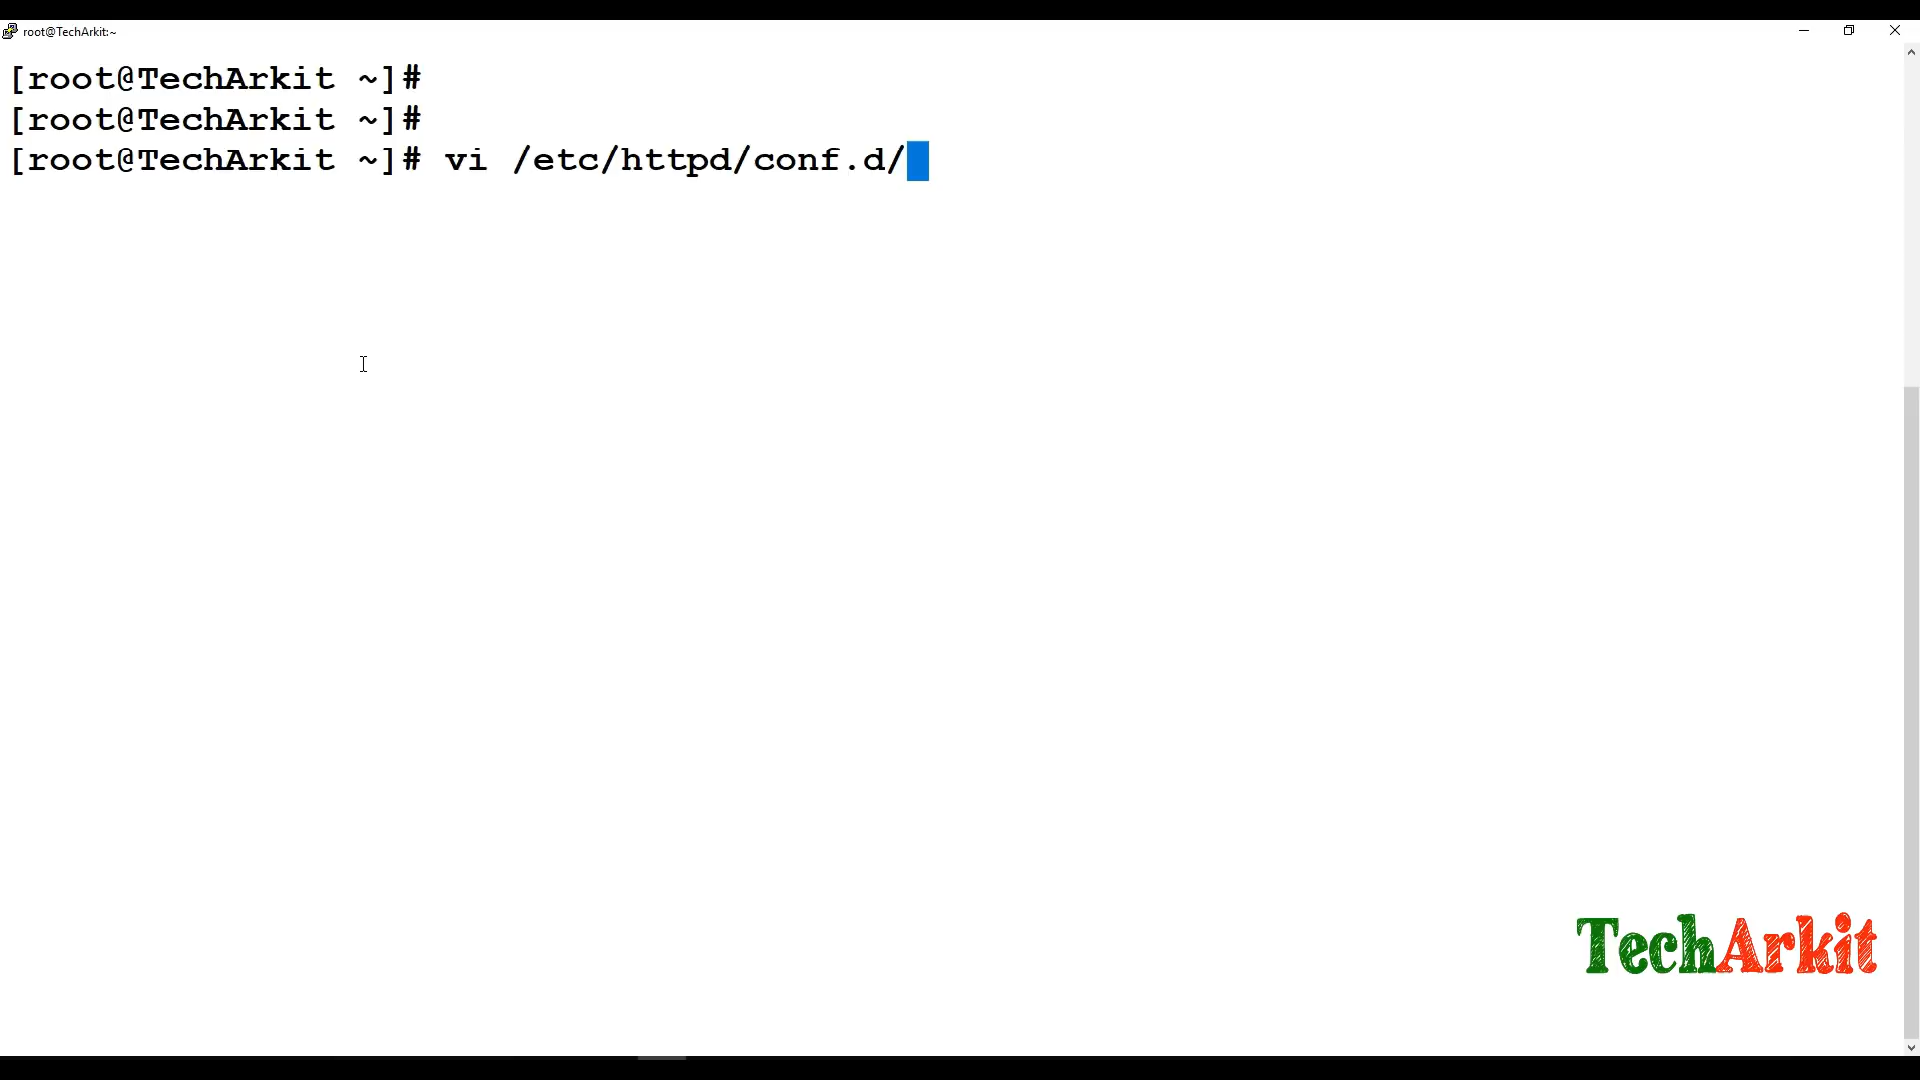 root@TechArkit:~
[root@TechArkit ~]#
[root@TechArkit ~]#
[root@TechArkit ~]# vi /etc/httpd/conf.d/
TechArkit